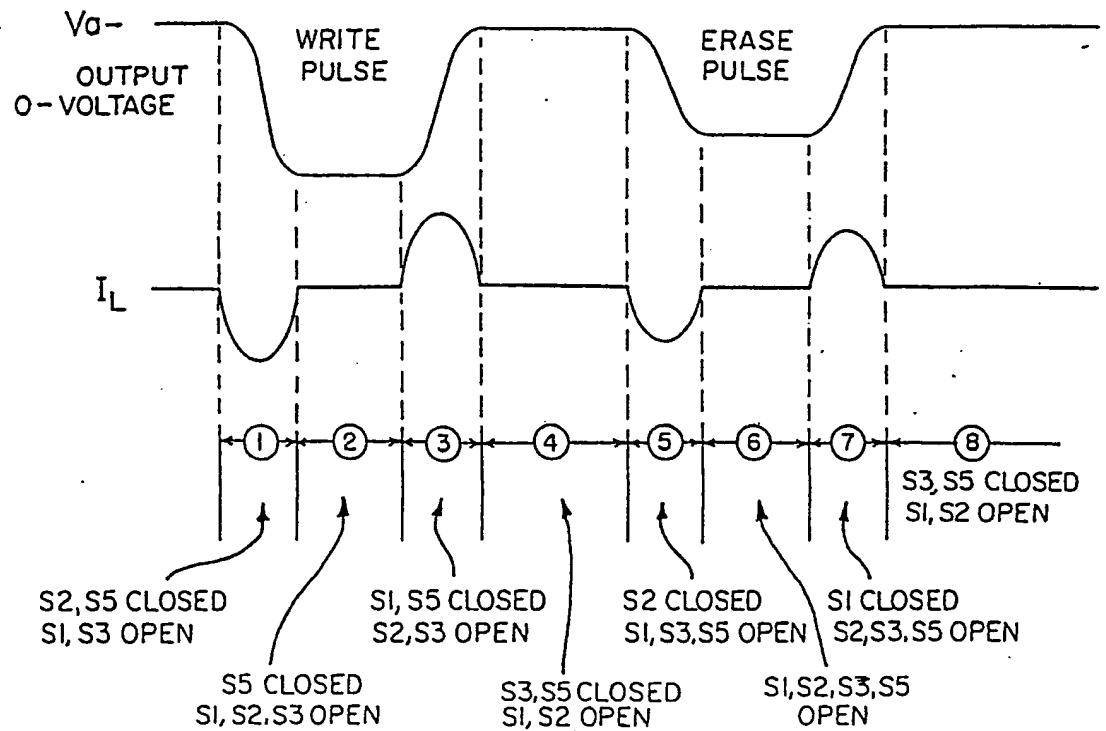 Va-
WRITE
PULSE
ERASE
PULSE
OUTPUT
0-VOLTAGE
IL
1 2 3 4 5 6 7 8
S3, S5 CLOSED
S1, S2 OPEN
S2, S5 CLOSED
S1, S3 OPEN
S1, S5 CLOSED
S2, S3 OPEN
S2 CLOSED
S1, S3, S5 OPEN
S1 CLOSED
S2, S3, S5 OPEN
S5 CLOSED
S1, S2, S3 OPEN
S3, S5 CLOSED
S1, S2 OPEN
S1, S2, S3, S5
OPEN